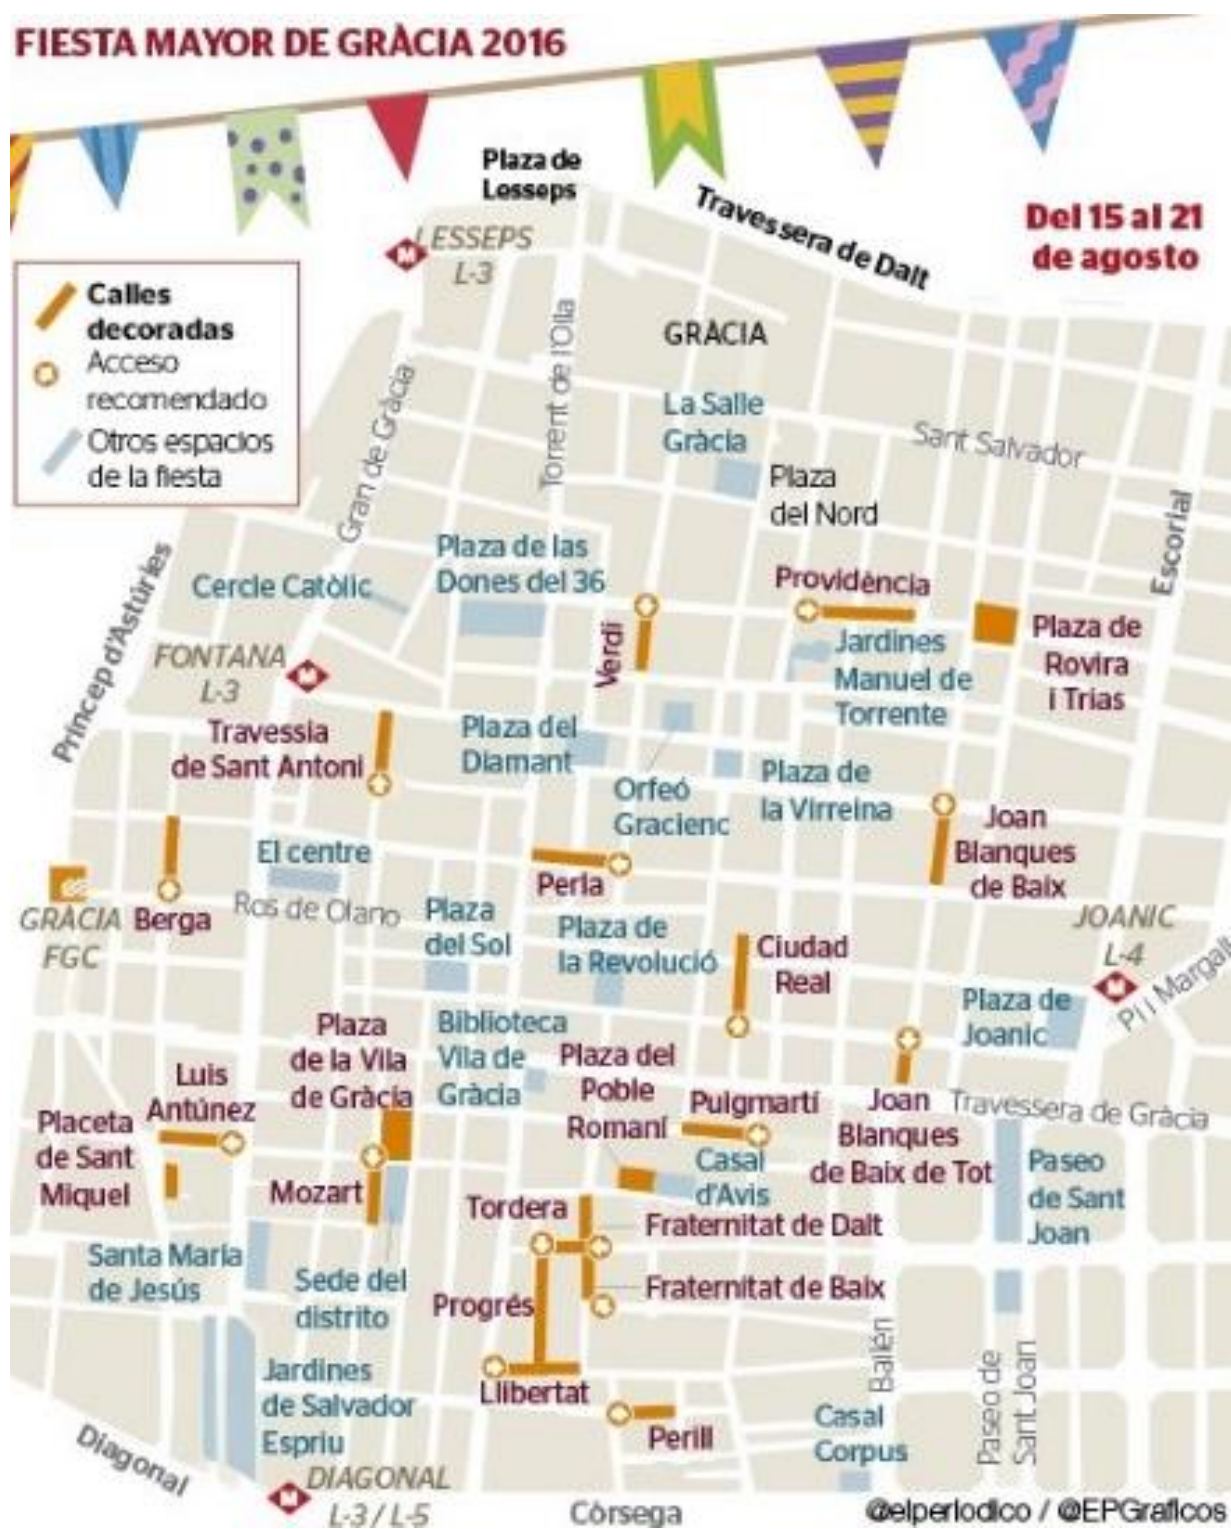 FIESTA MAYOR DE GRÀCIA 2016
Plaza de
Lesseps
Travessera de Dalt
Del 15 al 21
de agosto
LESSEPS
L-3
Calles
decoradas
Acceso
recomendado
Otros espacios
de la fiesta
GRÀCIA
Torrent de l'Olla
Gran de Gràcia
La Salle
Gràcia
Sant Salvador
Plaza
del Nord
Escorial
Plaza de las
Dones del 36
Cercle Catòlic
Providència
Príncep d'Astúries
Verdi
Plaza de
Rovira
i Trias
Jardines
Manuel de
Torrente
FONTANA
L-3
Travessia
de Sant Antoni
Plaza del
Diamant
Orfeó
Gracienc
Plaza de
la Virreina
Joan
Blanques
de Baix
El centre
Perla
GRÀCIA
FGC
Berga
Ros de Olano
Plaza
del Sol
Plaza de
la Revolució
Ciudad
Real
JOANIC
L-4
Pi i Margall
Plaza de
Joanic
Plaza
de la Vila
de Gràcia
Biblioteca
Vila de
Gràcia
Plaza del
Poble
Romaní
Luis
Antúnez
Puigmartí
Joan
Blanques
de Baix de Tot
Travessera de Gràcia
Placeta
de Sant
Miquel
Mozart
Casal
d'Avis
Paseo
de Sant
Joan
Tordera
Fraternitat de Dalt
Santa Maria
de Jesús
Sede del
distrito
Progrés
Fraternitat de Baix
Bailén
Paseo de
Sant Joan
Jardines
de Salvador
Espriu
Llibertat
Perill
Casal
Corpus
Diagonal
DIAGONAL
L-3 / L-5
Còrsega
@elperiodico / @EPGraficos